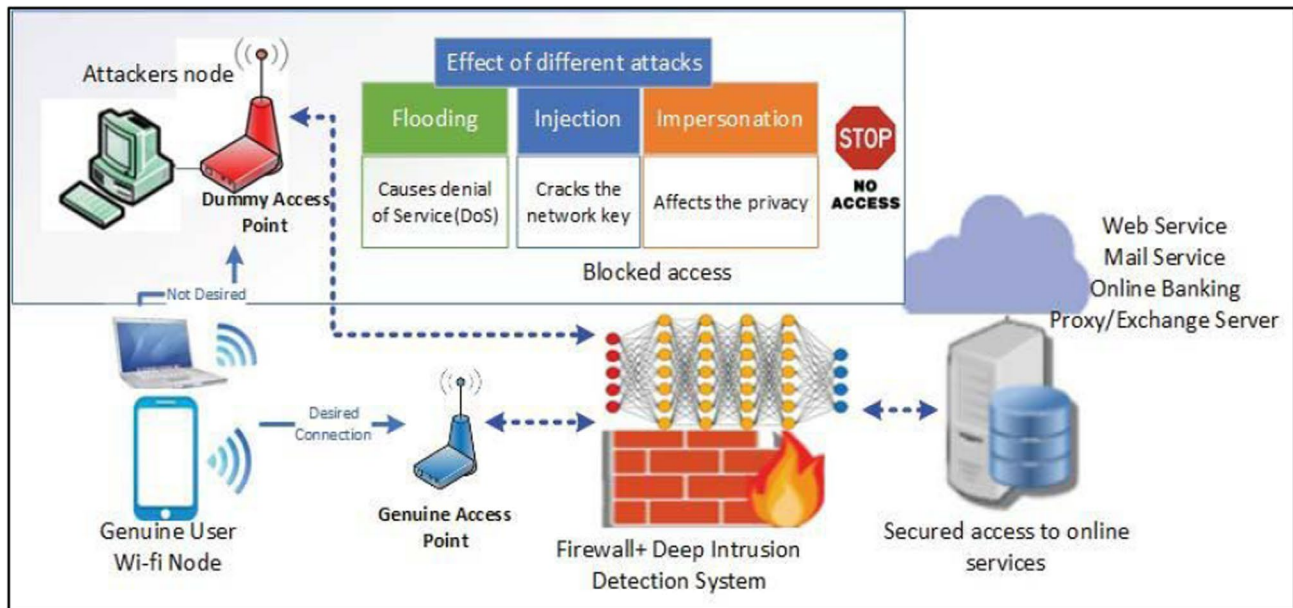 Attackers node
Dummy Access
Point
Effect of different attacks
Flooding
Injection
Impersonation
Causes denial
of Service(DoS)
Cracks the
network key
Affects the privacy
Blocked access
STOP
NO
ACCESS
Web Service
Mail Service
Online Banking
Proxy/Exchange Server
Not Desired
Desired
Connection
Genuine User
Wi-fi Node
Genuine Access
Point
Firewall+ Deep Intrusion
Detection System
Secured access to online
services